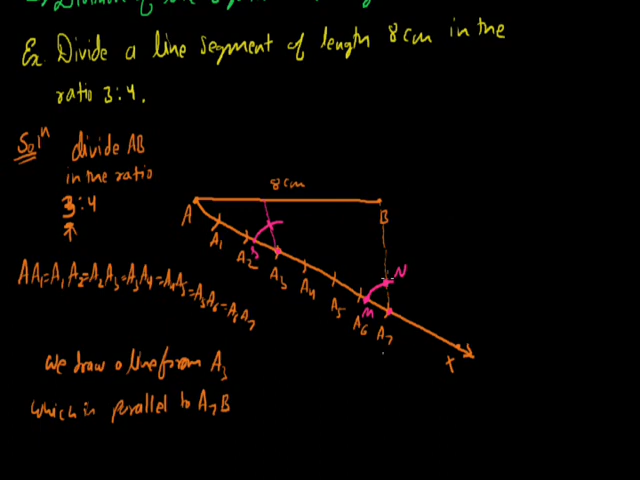 Ex. Divide a line segment of length 8cm in the
ratio 3:4.
Solⁿ divide AB
in the ratio
3:4
8cm
A
B
A₁
A₂
A₃
A₄
A₅
A₆
A₇
M
N
x
AA₁=A₁A₂=A₂A₃=A₃A₄=A₄A₅=A₅A₆=A₆A₇
We draw a line from A₃
which is parallel to A₇B